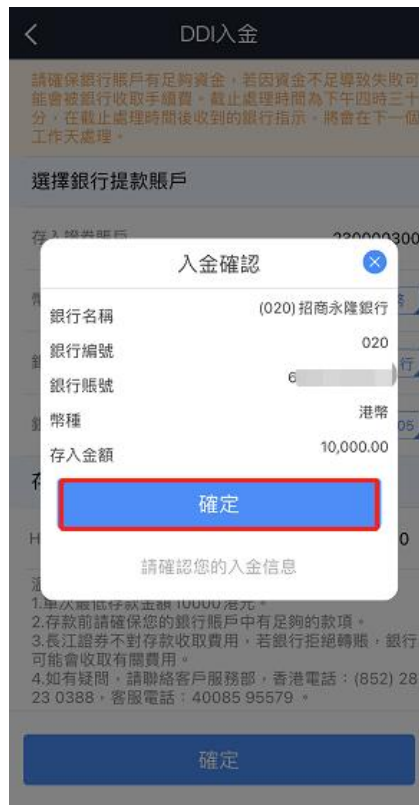 DDI入金
請確保銀行賬戶有足夠資金，若因資金不足導致失敗可
能會被銀行收取手續費。截止處理時間為下午四時三十
分，在截止處理時間後收到的銀行指示，將會在下一個
工作天處理。
選擇銀行提款賬戶
存入證券賬戶 230000300
入金確認
銀行名稱 (020)招商永隆銀行
銀行編號 020
銀行賬號 6
幣種 港幣
存入金額 10,000.00
確定
請確認您的入金信息
1.單次最低存款金額10000港元。
2.存款前請確保您的銀行賬戶中有足夠的款項。
3.長江證券不對存款收取費用，若銀行拒絕轉賬，銀行
可能會收取有關費用。
4.如有疑問，請聯絡客戶服務部，香港電話：(852) 28
23 0388，客服電話：40085 95579 。
確定